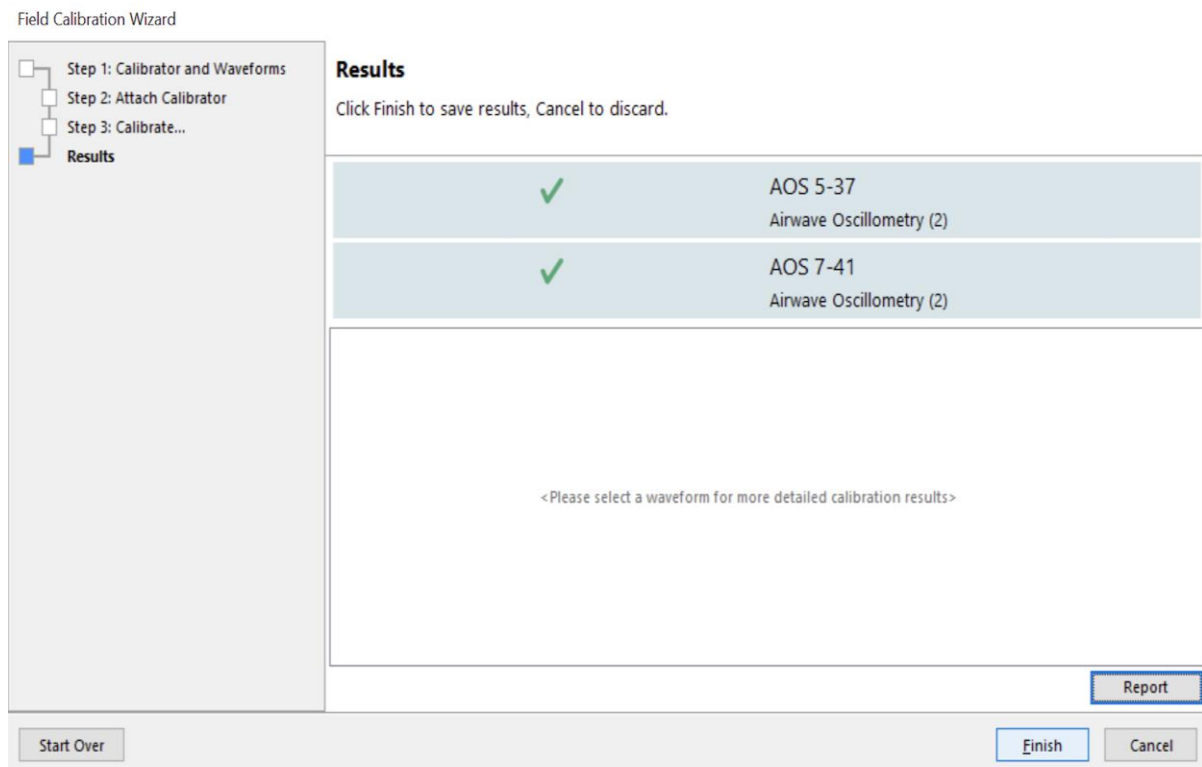 Field Calibration Wizard
Step 1: Calibrator and Waveforms
Step 2: Attach Calibrator
Step 3: Calibrate...
Results
Results
Click Finish to save results, Cancel to discard.
AOS 5-37
Airwave Oscillometry (2)
AOS 7-41
Airwave Oscillometry (2)
<Please select a waveform for more detailed calibration results>
Report
Start Over
Finish
Cancel